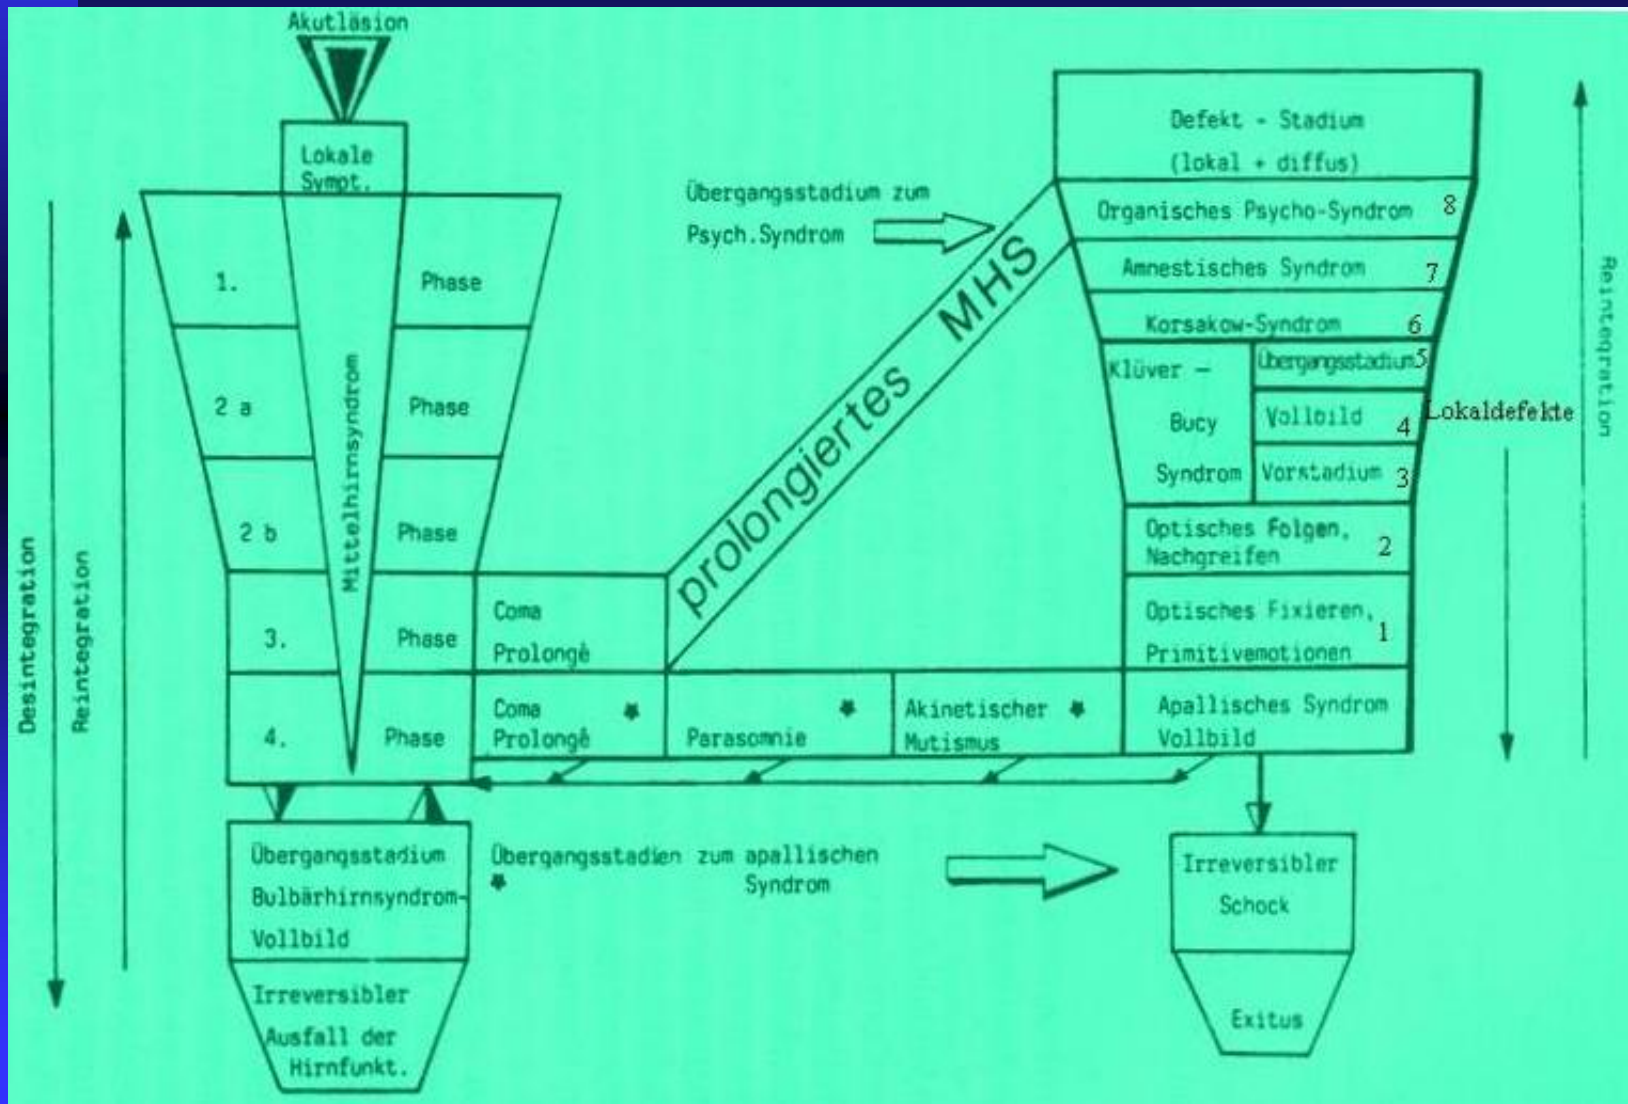 Akutläsion
Lokale
Sympt.
1. Phase
2 a Phase
2 b Phase
3. Phase
4. Phase
Mittelhirnsyndrom
Desintegration
Reintegration
Coma
Prolongè
Coma *
Prolongè
Parasomnie *
Akinetischer *
Mutismus
Übergangsstadium zum
Psych.Syndrom
prolongiertes MHS
Defekt - Stadium
(lokal + diffus)
Organisches Psycho-Syndrom 8
Amnestisches Syndrom 7
Korsakow-Syndrom 6
Klüver -
Bucy
Syndrom
Übergangsstadium 5
Vollbild 4
Vorstadium 3
Optisches Folgen,
Nachgreifen 2
Optisches Fixieren,
Primitivemotionen 1
Apallisches Syndrom
Vollbild
Lokaldefekte
Reintegration
Übergangsstadium
Bulbärhirnsyndrom-
Vollbild
Irreversibler
Ausfall der
Hirnfunkt.
Übergangsstadien zum apallischen
* Syndrom
Irreversibler
Schock
Exitus